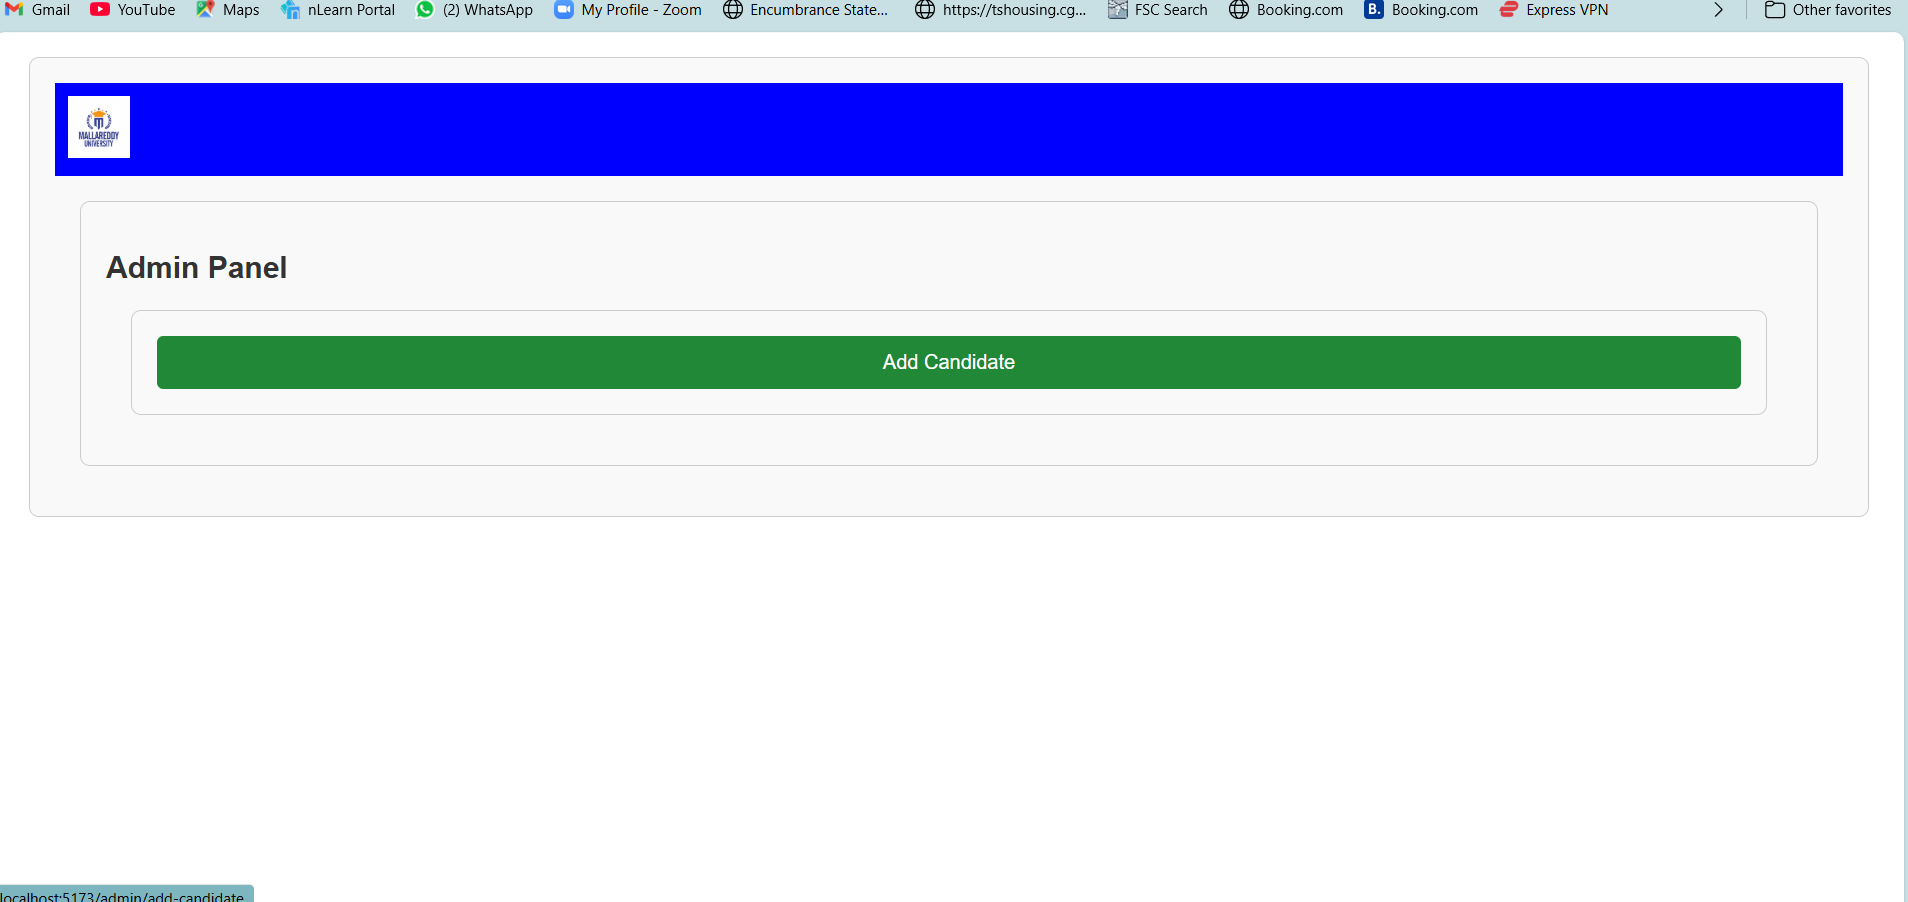 Gmail YouTube Maps nLearn Portal (2) WhatsApp My Profile - Zoom Encumbrance State... https://tshousing.cg... FSC Search Booking.com B. Booking.com Express VPN Other favorites
MALLAREDDY
UNIVERSITY
Admin Panel
Add Candidate
localhost:5173/admin/add-candidate